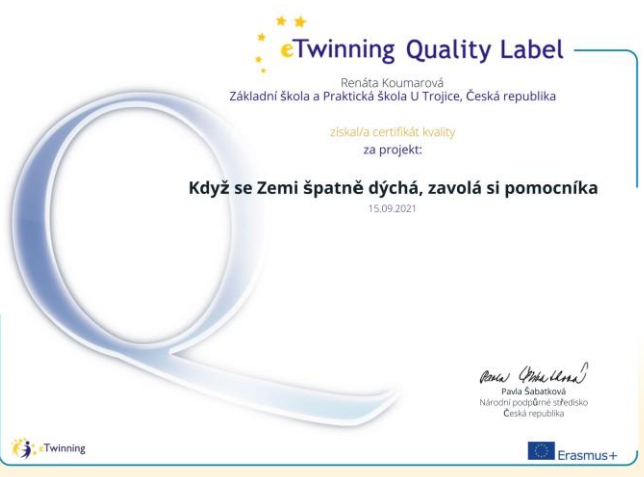 eTwinning Quality Label
Renáta Koumarová
Základní škola a Praktická škola U Trojice, Česká republika
získal/a certifikát kvality
za projekt:
Když se Zemi špatně dýchá, zavolá si pomocníka
15.09.2021
Pavla Šabatková
Národní podpůrné středisko
Česká republika
eTwinning
Erasmus+